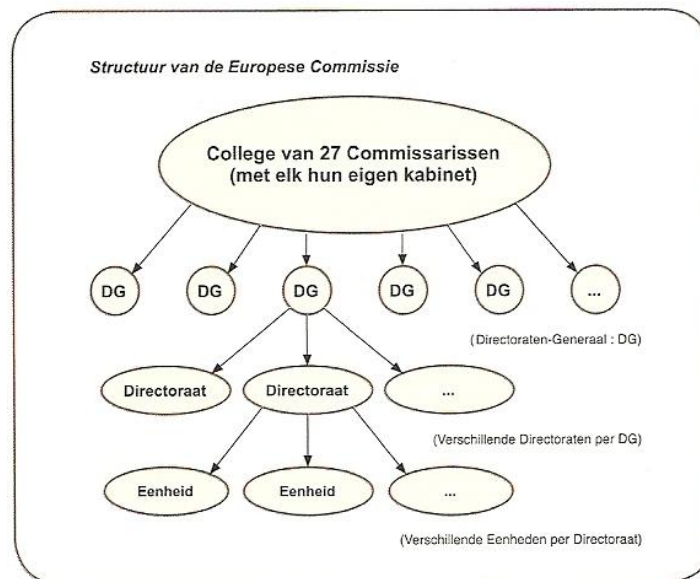 Structuur van de Europese Commissie
College van 27 Commissarissen
(met elk hun eigen kabinet)
DG DG DG DG DG ...
(Directoraten-Generaal : DG)
Directoraat Directoraat ...
(Verschillende Directoraten per DG)
Eenheid Eenheid ...
(Verschillende Eenheden per Directoraat)